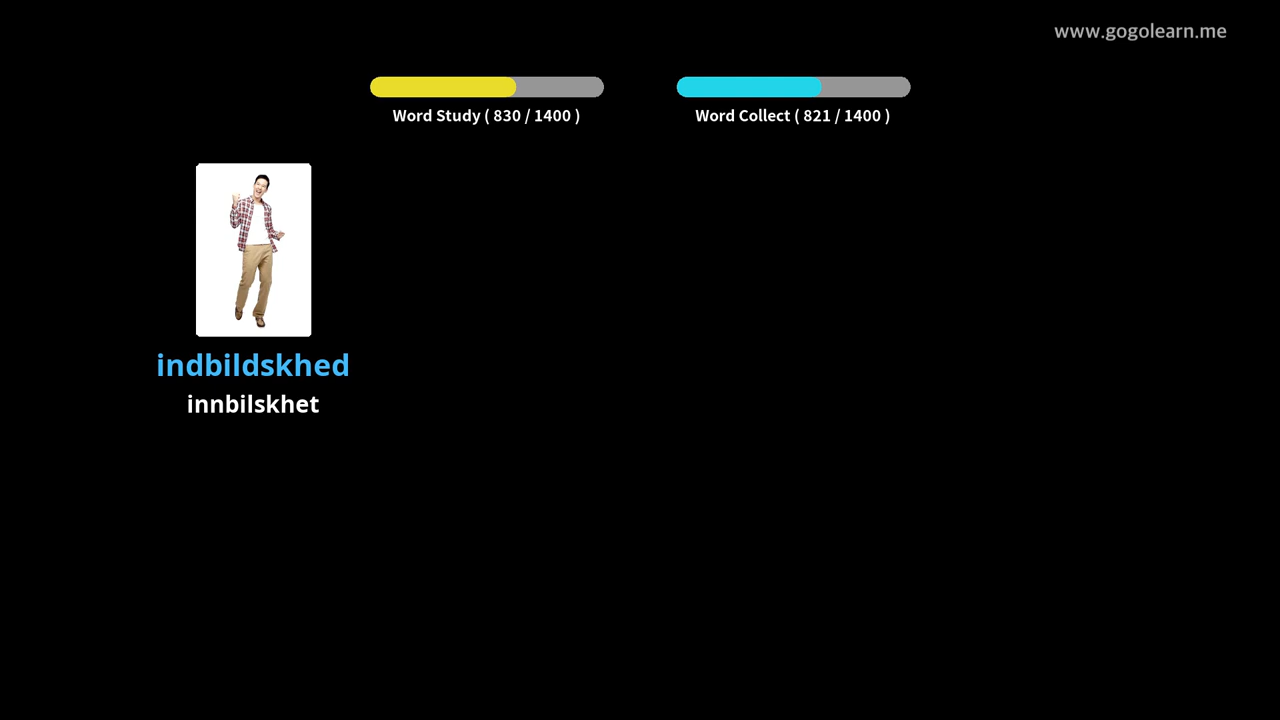 www.gogolearn.me
Word Study ( 830 / 1400 )
Word Collect ( 821 / 1400 )
indbildskhed
innbilskhet